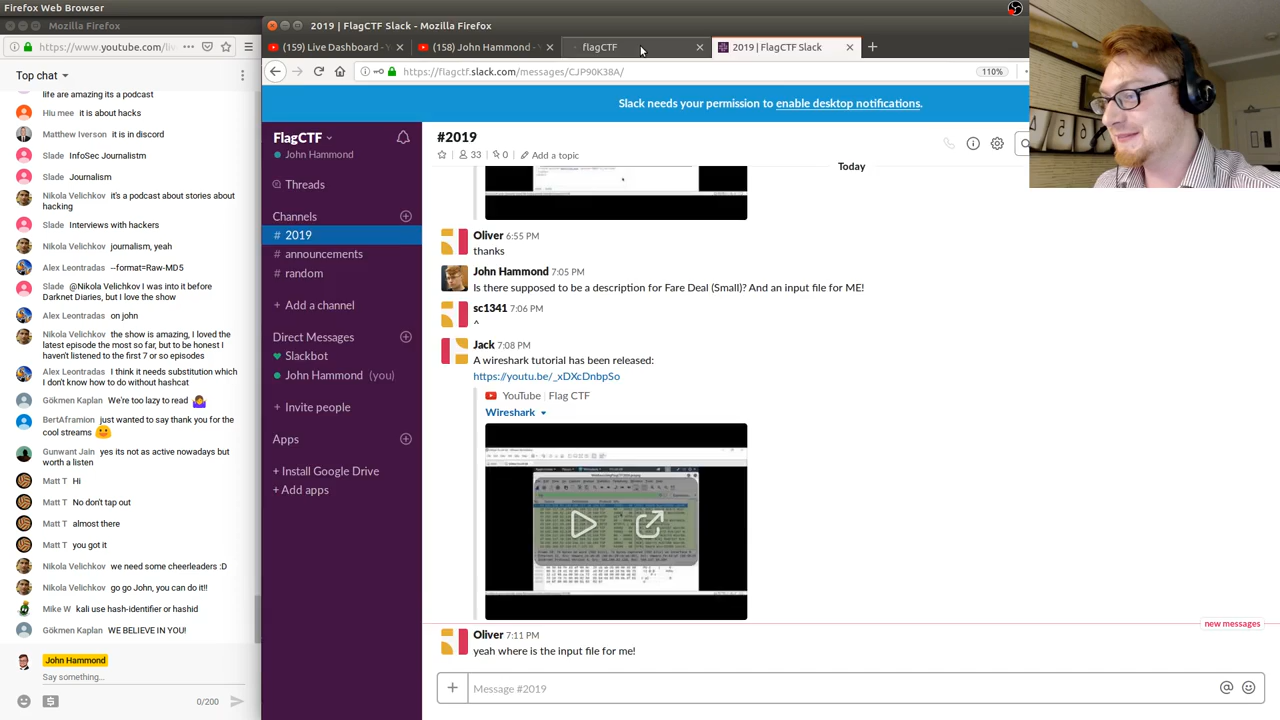 Firefox Web Browser
Mozilla Firefox
https://www.youtube.com/liv
Top chat
life are amazing its a podcast
Hlu mee it is about hacks
Matthew Iverson it is in discord
Slade InfoSec Journalistm
Slade Journalism
Nikola Velichkov it's a podcast about stories about
hacking
Slade Interviews with hackers
Nikola Velichkov journalism, yeah
Alex Leontradas --format=Raw-MD5
Slade @Nikola Velichkov I was into it before
Darknet Diaries, but I love the show
Alex Leontradas on john
Nikola Velichkov the show is amazing, I loved the
latest episode the most so far, but to be honest I
haven't listened to the first 7 or so episodes
Alex Leontradas I think it needs substitution which
I don't know how to do without hashcat
Gökmen Kaplan We're too lazy to read
BertAframion just wanted to say thank you for the
cool streams
Gunwant Jain yes its not as active nowadays but
worth a listen
Matt T Hi
Matt T No don't tap out
Matt T almost there
Matt T you got it
Nikola Velichkov we need some cheerleaders :D
Nikola Velichkov go go John, you can do it!!
Mike W kali use hash-identifier or hashid
Gökmen Kaplan WE BELIEVE IN YOU!
John Hammond
Say something...
0/200
2019 | FlagCTF Slack - Mozilla Firefox
(159) Live Dashboard - Y
(158) John Hammond -
flagCTF
2019 | FlagCTF Slack
https://flagctf.slack.com/messages/CJP90K38A/
110%
Slack needs your permission to enable desktop notifications.
FlagCTF
John Hammond
Threads
Channels
# 2019
# announcements
# random
+ Add a channel
Direct Messages
Slackbot
John Hammond (you)
+ Invite people
Apps
+ Install Google Drive
+ Add apps
#2019
33
0
Add a topic
Today
Oliver 6:55 PM
thanks
John Hammond 7:05 PM
Is there supposed to be a description for Fare Deal (Small)? And an input file for ME!
sc1341 7:06 PM
^
Jack 7:08 PM
A wireshark tutorial has been released:
https://youtu.be/_xDXcDnbpSo
YouTube | Flag CTF
Wireshark
new messages
Oliver 7:11 PM
yeah where is the input file for me!
Message #2019